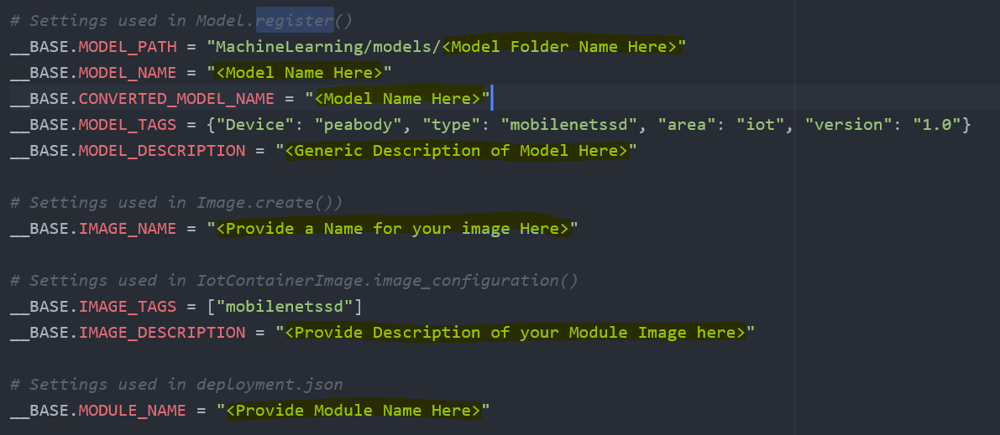 # Settings used in Model.register()
__BASE.MODEL_PATH = "MachineLearning/models/<Model Folder Name Here>"
__BASE.MODEL_NAME = "<Model Name Here>"
__BASE.CONVERTED_MODEL_NAME = "<Model Name Here>"
__BASE.MODEL_TAGS = {"Device": "peabody", "type": "mobilenetssd", "area": "iot", "version": "1.0"}
__BASE.MODEL_DESCRIPTION = "<Generic Description of Model Here>"
# Settings used in Image.create())
__BASE.IMAGE_NAME = "<Provide a Name for your image Here>"
# Settings used in IotContainerImage.image_configuration()
__BASE.IMAGE_TAGS = ["mobilenetssd"]
__BASE.IMAGE_DESCRIPTION = "<Provide Description of your Module Image here>"
# Settings used in deployment.json
__BASE.MODULE_NAME = "<Provide Module Name Here>"